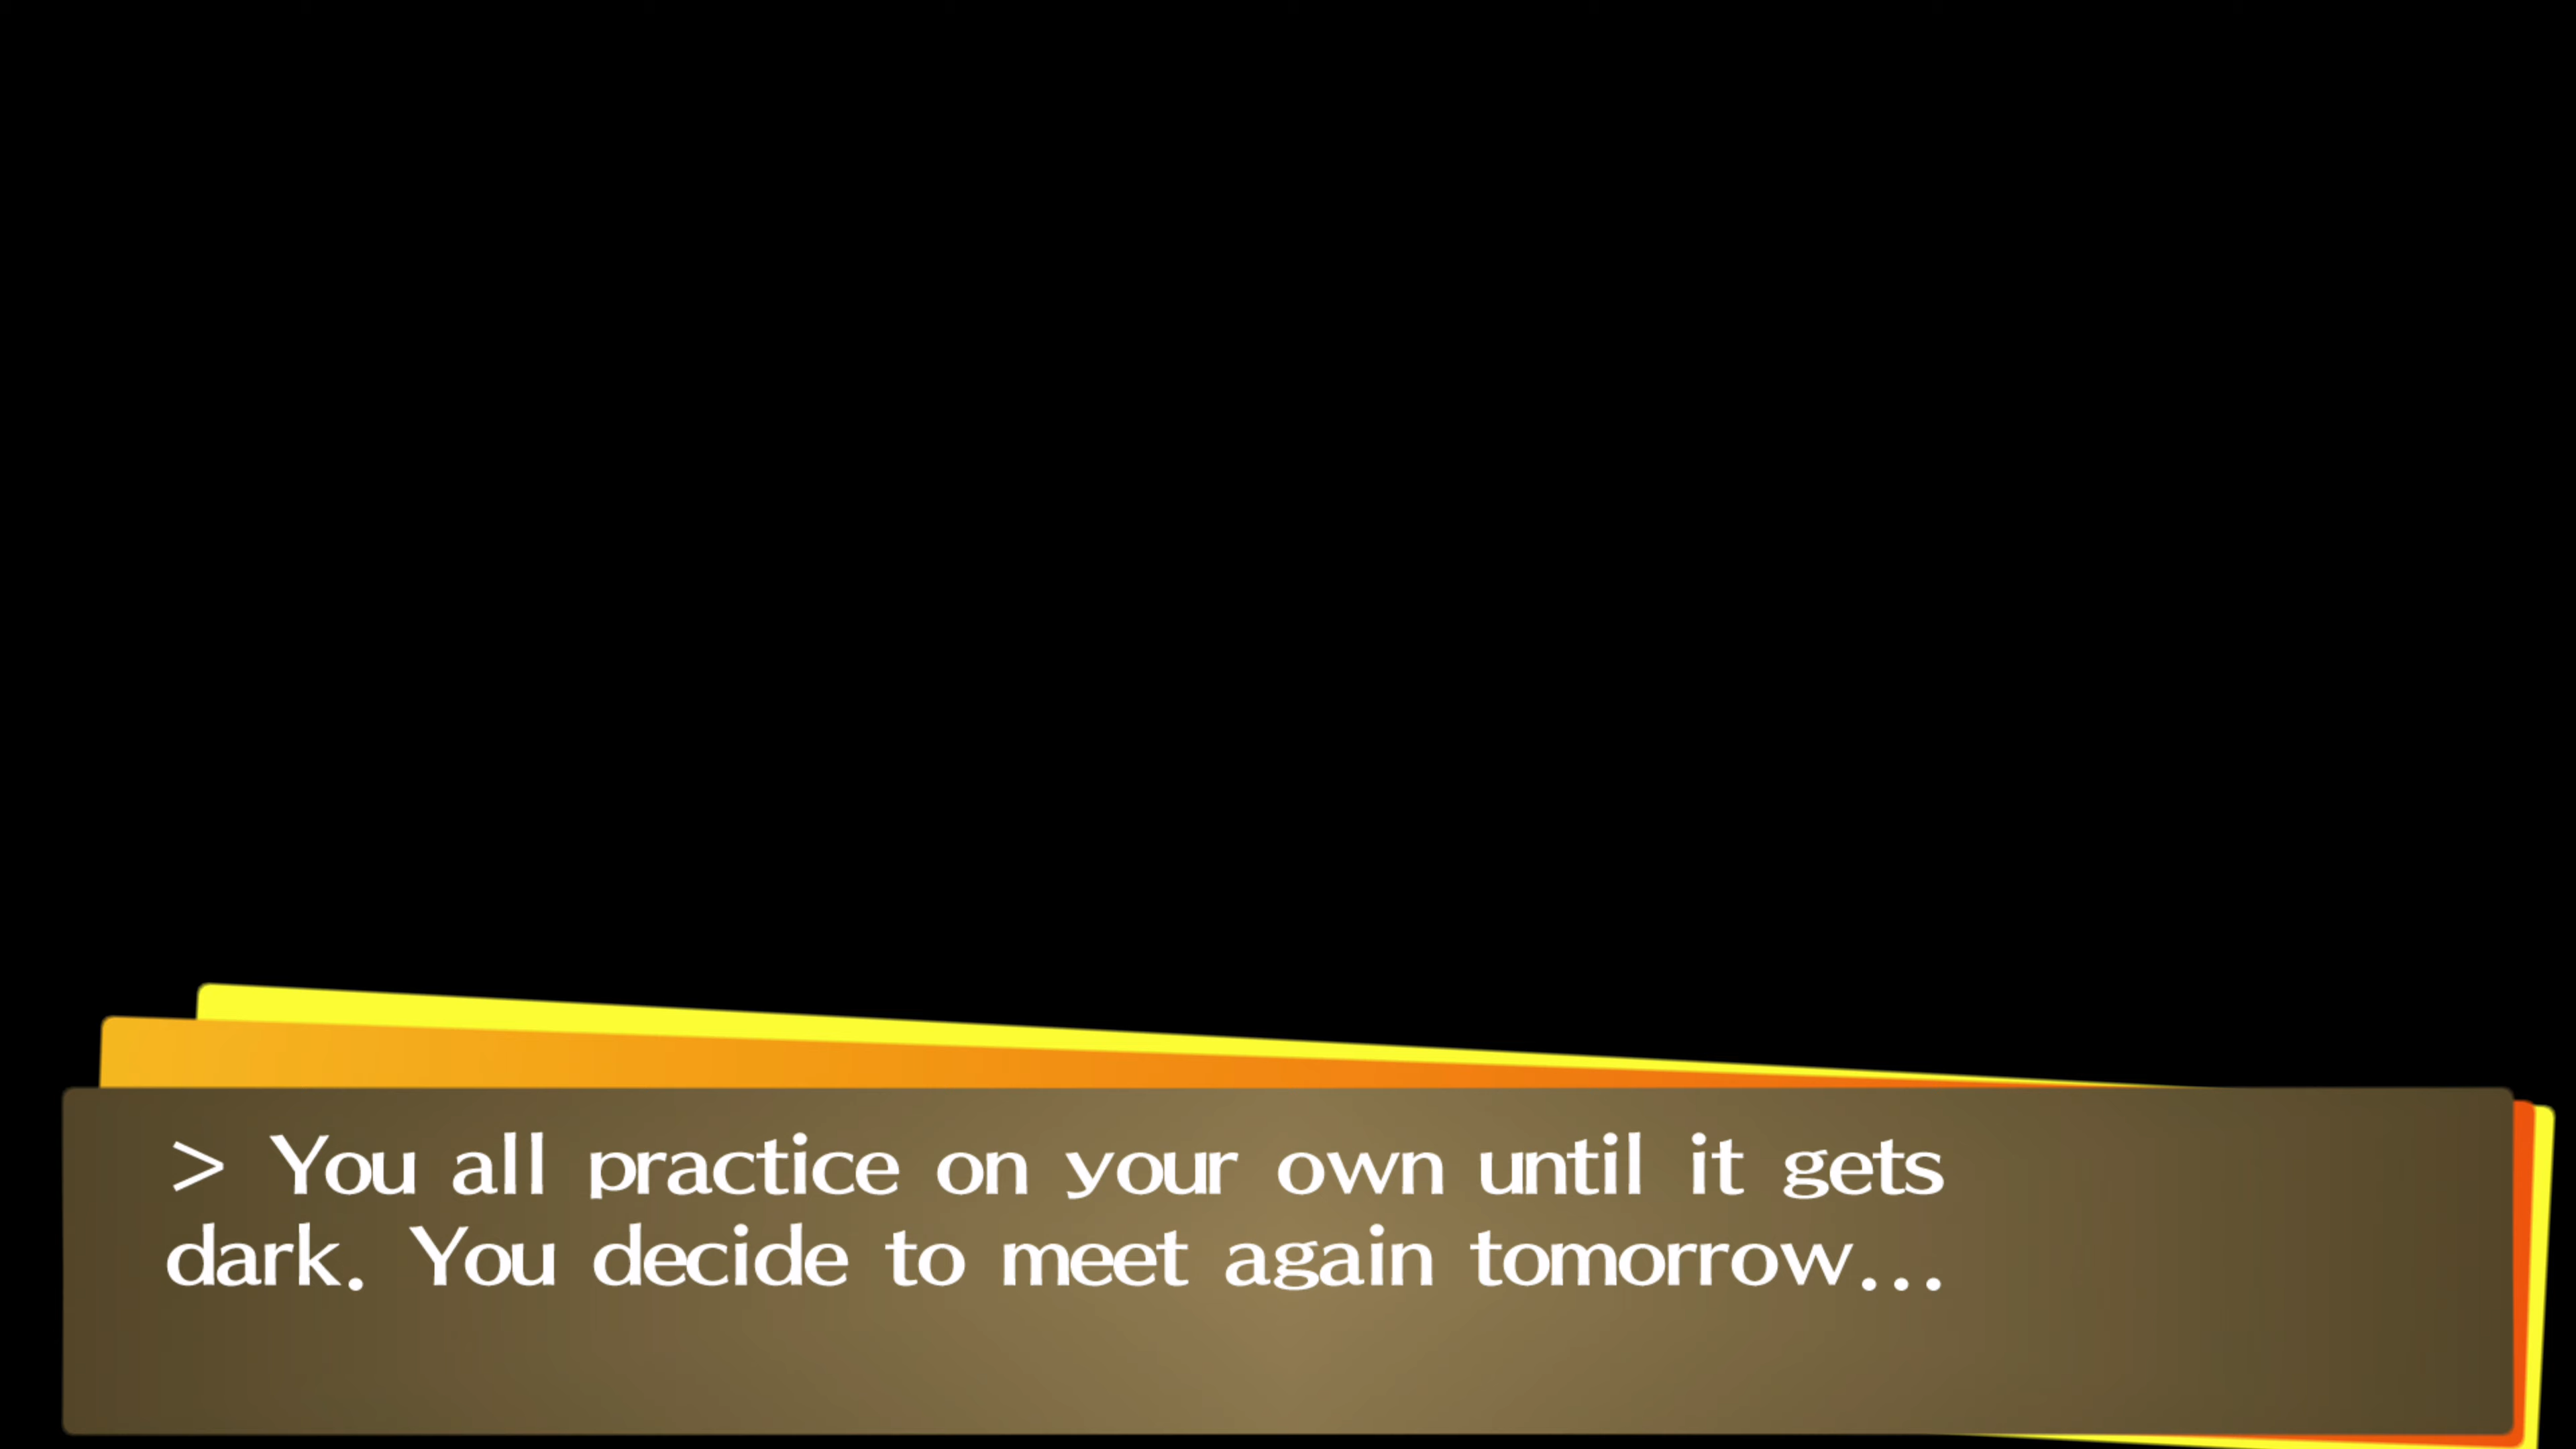 > You all practice on your own until it gets
dark. You decide to meet again tomorrow...